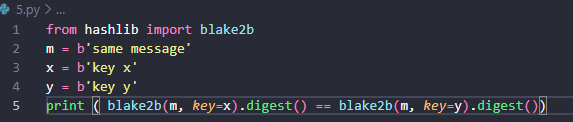 5.py > ...
1 from hashlib import blake2b
2 m = b'same message'
3 x = b'key x'
4 y = b'key y'
5 print ( blake2b(m, key=x).digest() == blake2b(m, key=y).digest())